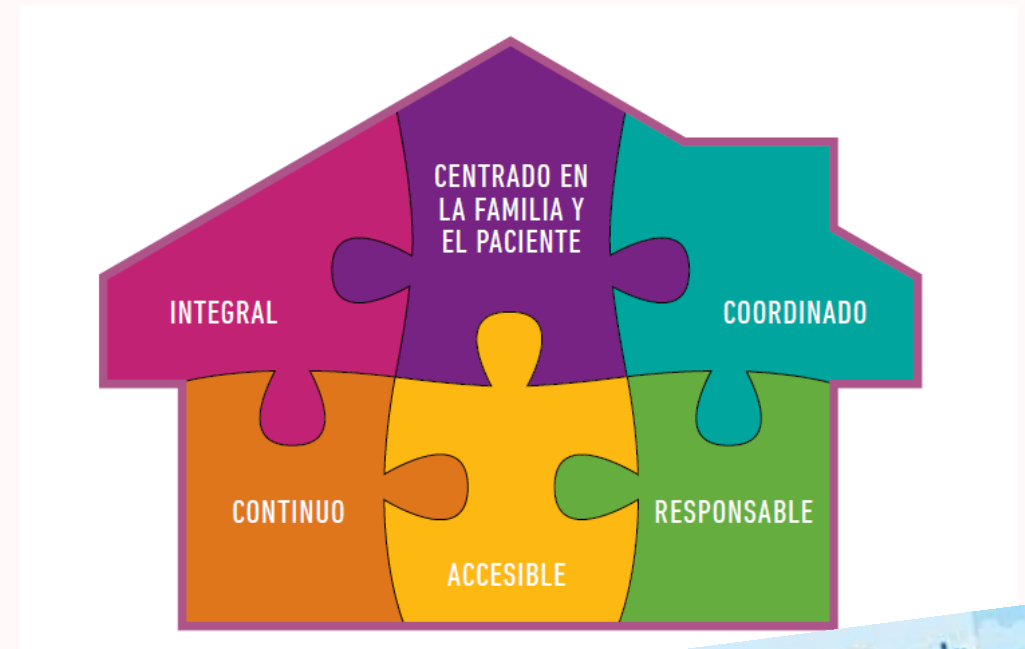 CENTRADO EN
LA FAMILIA Y
EL PACIENTE
INTEGRAL
COORDINADO
CONTINUO
RESPONSABLE
ACCESIBLE